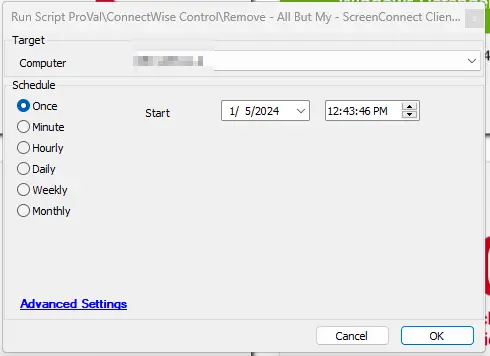 Run Script ProVal\ConnectWise Control\Remove - All But My - ScreenConnect Clien...
Target
Computer
Schedule
Once
Start
1/ 5/2024
12:43:46 PM
Minute
Hourly
Daily
Weekly
Monthly
Advanced Settings
Cancel
OK